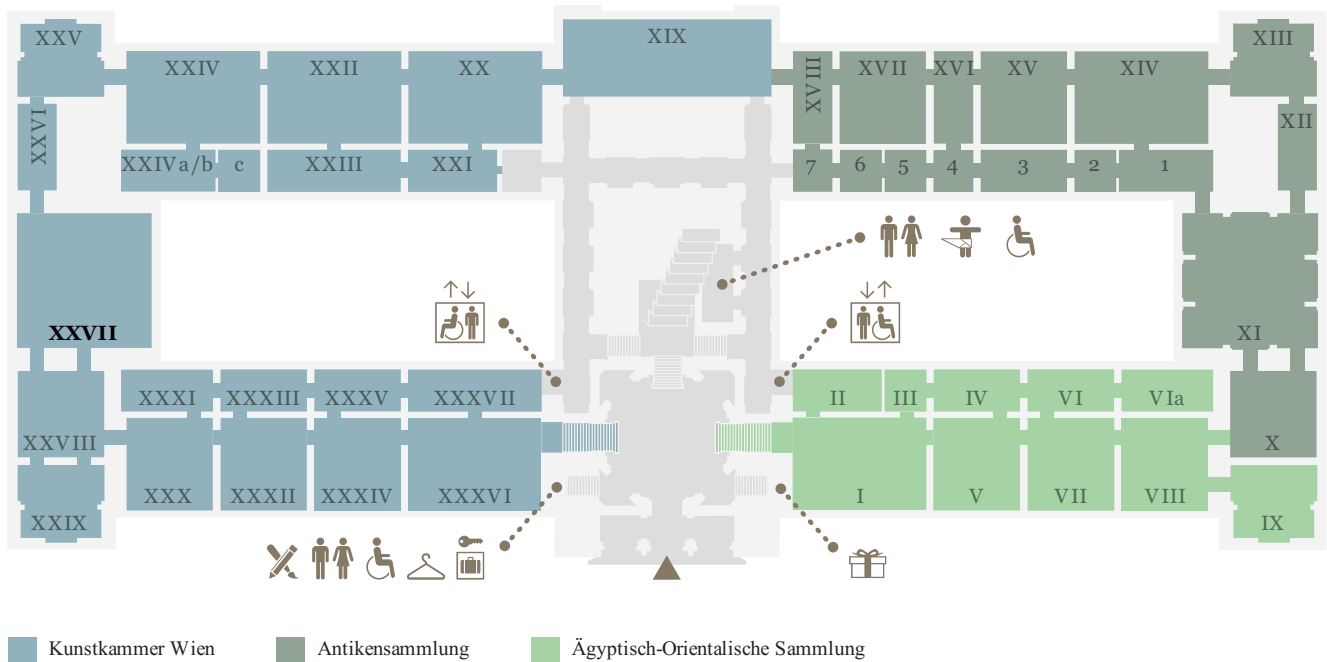 XXV
XXIV
XXII
XX
XIX
XVIII
XVII
XVI
XV
XIV
XIII
XXVI
XII
XXIVa/b
c
XXIII
XXI
7
6
5
4
3
2
1
XXVII
XI
XXXI
XXXIII
XXXV
XXXVII
II
III
IV
VI
VIa
XXVIII
X
XXX
XXXII
XXXIV
XXXVI
I
V
VII
VIII
XXIX
IX
Kunstkammer Wien
Antikensammlung
Ägyptisch-Orientalische Sammlung